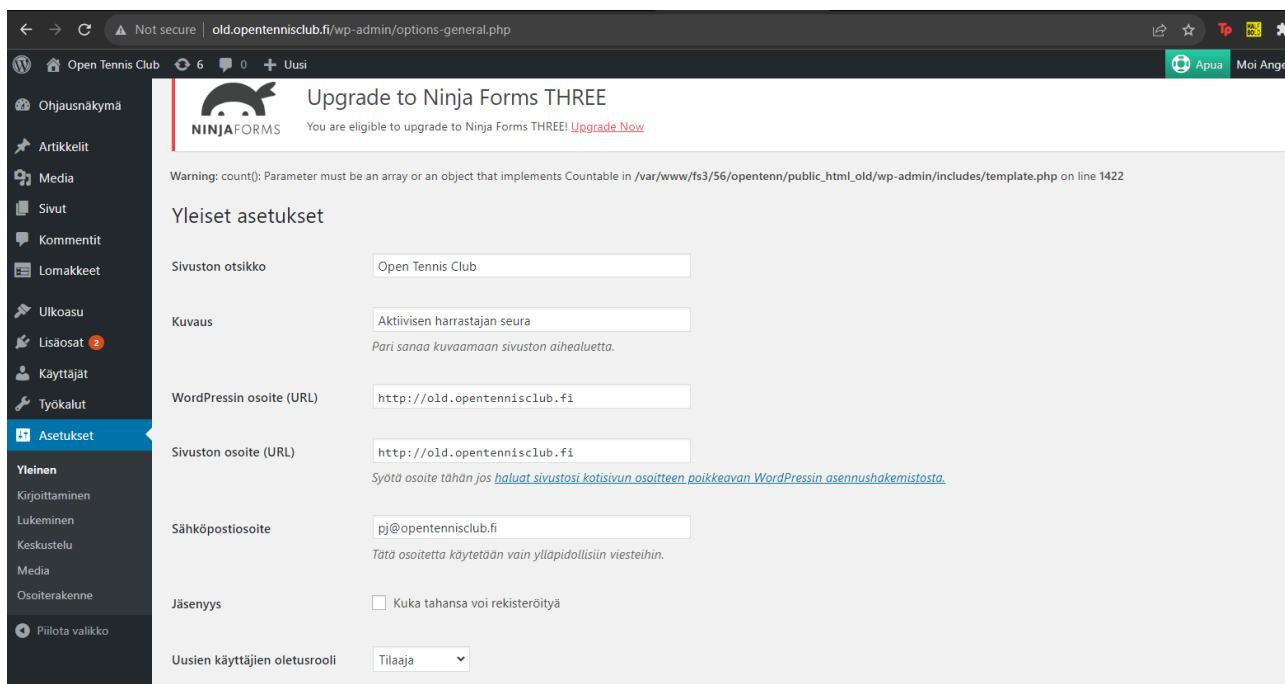 Not secure | old.opentennisclub.fi/wp-admin/options-general.php
Tp HALF BOLD
Open Tennis Club 6 0 + Uusi Apua Moi Ange
Ohjausnäkymä
Artikkelit
Media
Sivut
Kommentit
Lomakkeet
Ulkoasu
Lisäosat 2
Käyttäjät
Työkalut
Asetukset
Yleinen
Kirjoittaminen
Lukeminen
Keskustelu
Media
Osoiterakenne
Piilota valikko
NINJAFORMS
Upgrade to Ninja Forms THREE
You are eligible to upgrade to Ninja Forms THREE! Upgrade Now
Warning: count(): Parameter must be an array or an object that implements Countable in /var/www/fs3/56/opentenn/public_html_old/wp-admin/includes/template.php on line 1422
Yleiset asetukset
Sivuston otsikko Open Tennis Club
Kuvaus Aktiivisen harrastajan seura
Pari sanaa kuvaamaan sivuston aihealuetta.
WordPressin osoite (URL) http://old.opentennisclub.fi
Sivuston osoite (URL) http://old.opentennisclub.fi
Syötä osoite tähän jos haluat sivustosi kotisivun osoitteen poikkeavan WordPressin asennushakemistosta.
Sähköpostiosoite pj@opentennisclub.fi
Tätä osoitetta käytetään vain ylläpidollisiin viesteihin.
Jäsenyys Kuka tahansa voi rekisteröityä
Uusien käyttäjien oletusrooli Tilaaja